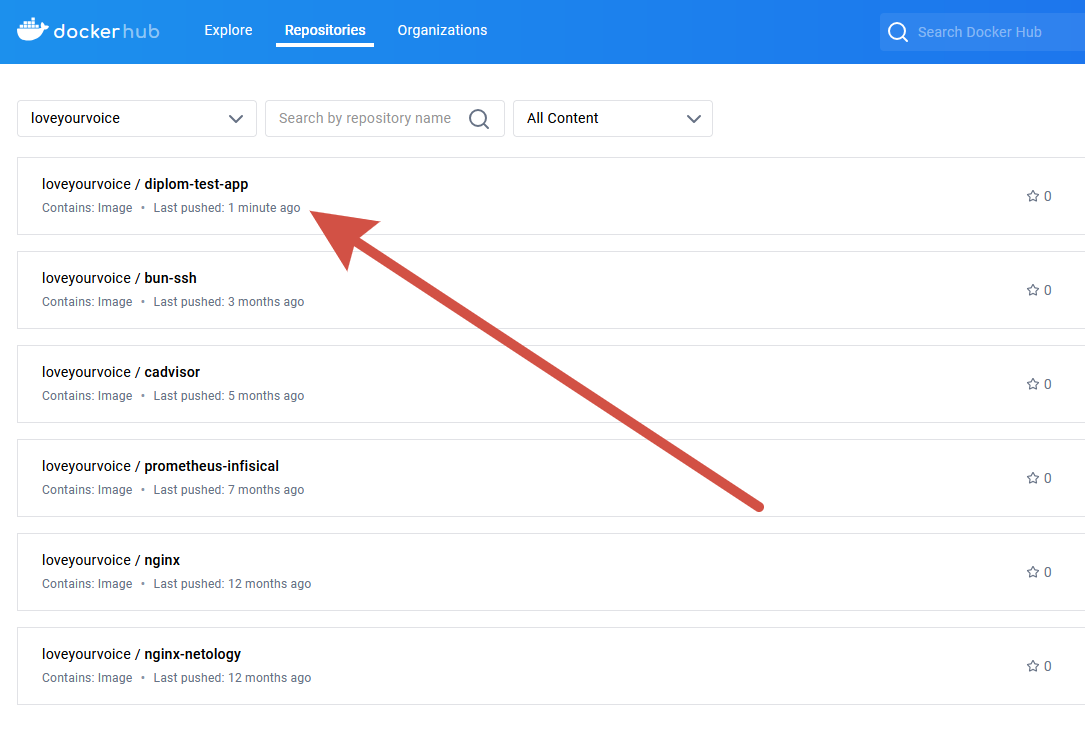 dockerhub Explore Repositories Organizations Search Docker Hub
loveyourvoice Search by repository name All Content
loveyourvoice / diplom-test-app
Contains: Image • Last pushed: 1 minute ago
0
loveyourvoice / bun-ssh
Contains: Image • Last pushed: 3 months ago
0
loveyourvoice / cadvisor
Contains: Image • Last pushed: 5 months ago
0
loveyourvoice / prometheus-infisical
Contains: Image • Last pushed: 7 months ago
0
loveyourvoice / nginx
Contains: Image • Last pushed: 12 months ago
0
loveyourvoice / nginx-netology
Contains: Image • Last pushed: 12 months ago
0